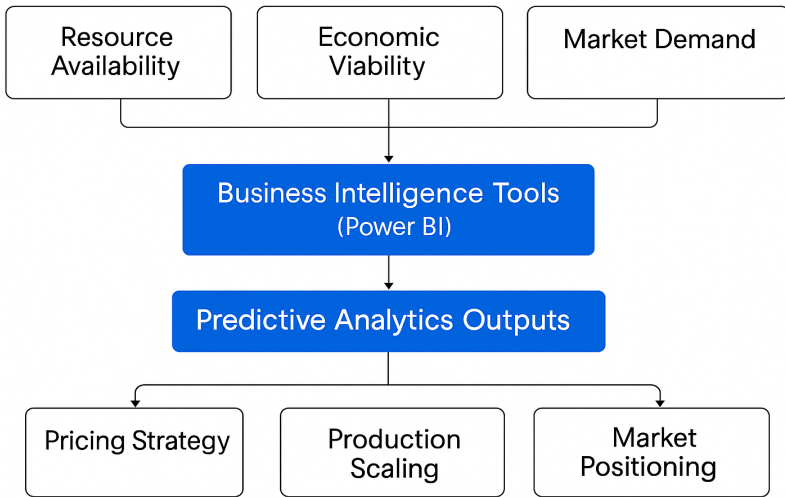 Resource
Availability
Economic
Viability
Market Demand
Business Intelligence Tools
(Power BI)
Predictive Analytics Outputs
Pricing Strategy
Production
Scaling
Market
Positioning